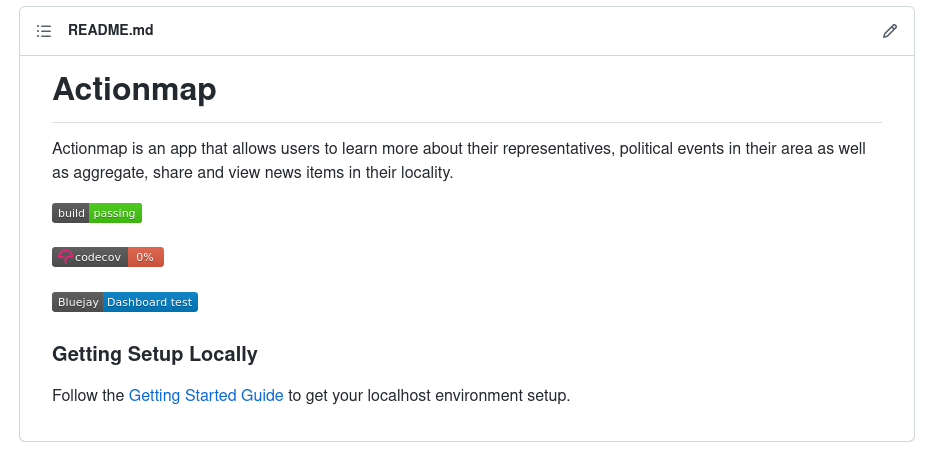 README.md
Actionmap
Actionmap is an app that allows users to learn more about their representatives, political events in their area as well
as aggregate, share and view news items in their locality.
build passing
codecov 0%
Bluejay Dashboard test
Getting Setup Locally
Follow the Getting Started Guide to get your localhost environment setup.